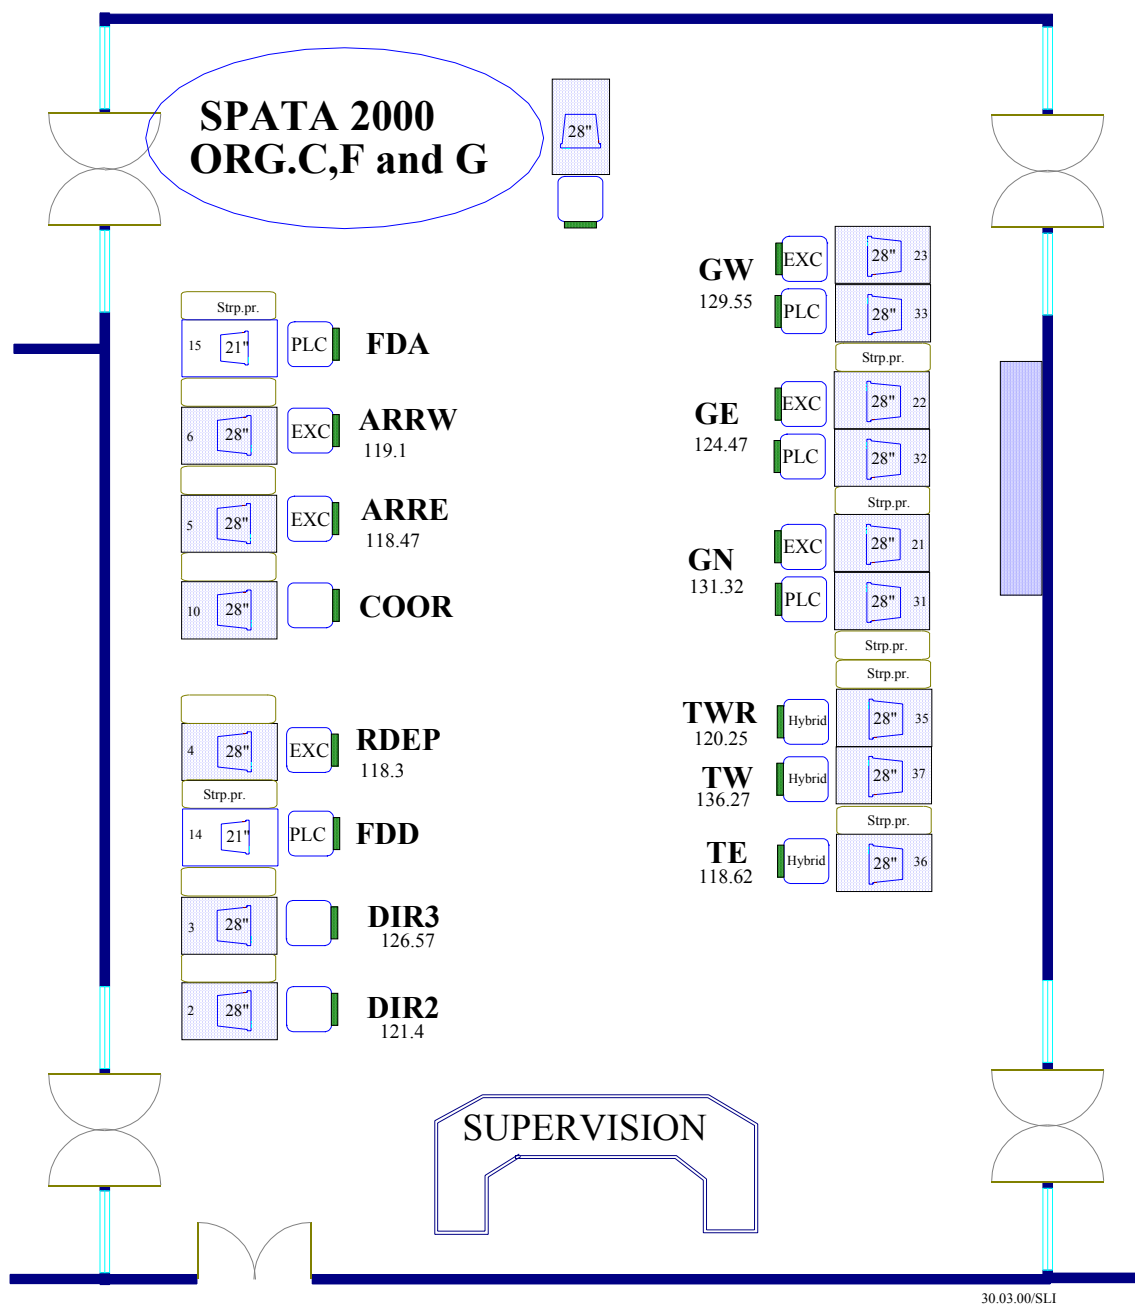 SPATA 2000
ORG.C,F and G
28"
Strp.pr.
15 21" PLC FDA
6 28" EXC ARRW
119.1
5 28" EXC ARRE
118.47
10 28" COOR
4 28" EXC RDEP
118.3
Strp.pr.
14 21" PLC FDD
3 28" DIR3
126.57
2 28" DIR2
121.4
GW EXC 28" 23
129.55 PLC 28" 33
Strp.pr.
GE EXC 28" 22
124.47 PLC 28" 32
Strp.pr.
GN EXC 28" 21
131.32 PLC 28" 31
Strp.pr.
Strp.pr.
TWR Hybrid 28" 35
120.25
TW Hybrid 28" 37
136.27
Strp.pr.
TE Hybrid 28" 36
118.62
SUPERVISION
30.03.00/SLI